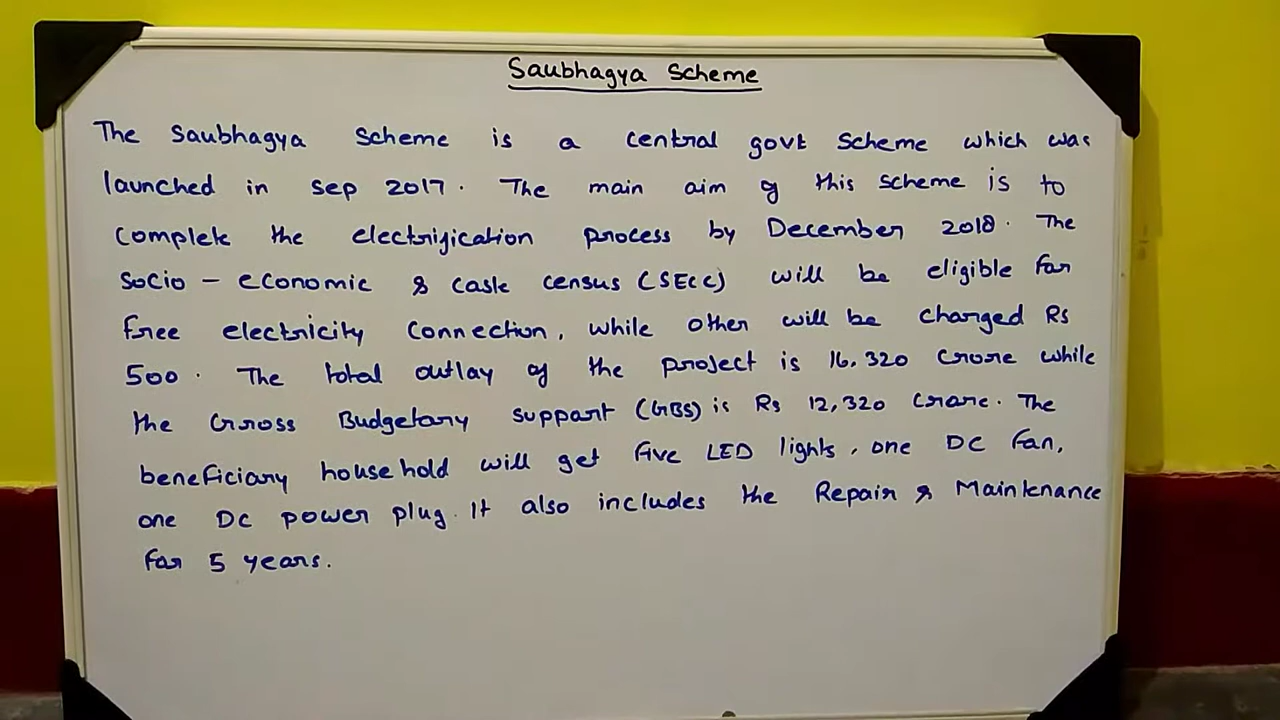 Saubhagya Scheme
The Saubhagya Scheme is a central govt Scheme which was
launched in Sep 2017. The main aim of this scheme is to
complete the electrification process by December 2018. The
Socio - economic & caste census (SECC) will be eligible for
free electricity connection, while other will be charged Rs
500. The total outlay of the project is 16,320 crore while
the Gross Budgetary support (GBS) is Rs 12,320 crore. The
beneficiary household will get five LED lights, one DC fan,
one DC power plug. It also includes the Repair & Maintenance
for 5 years.